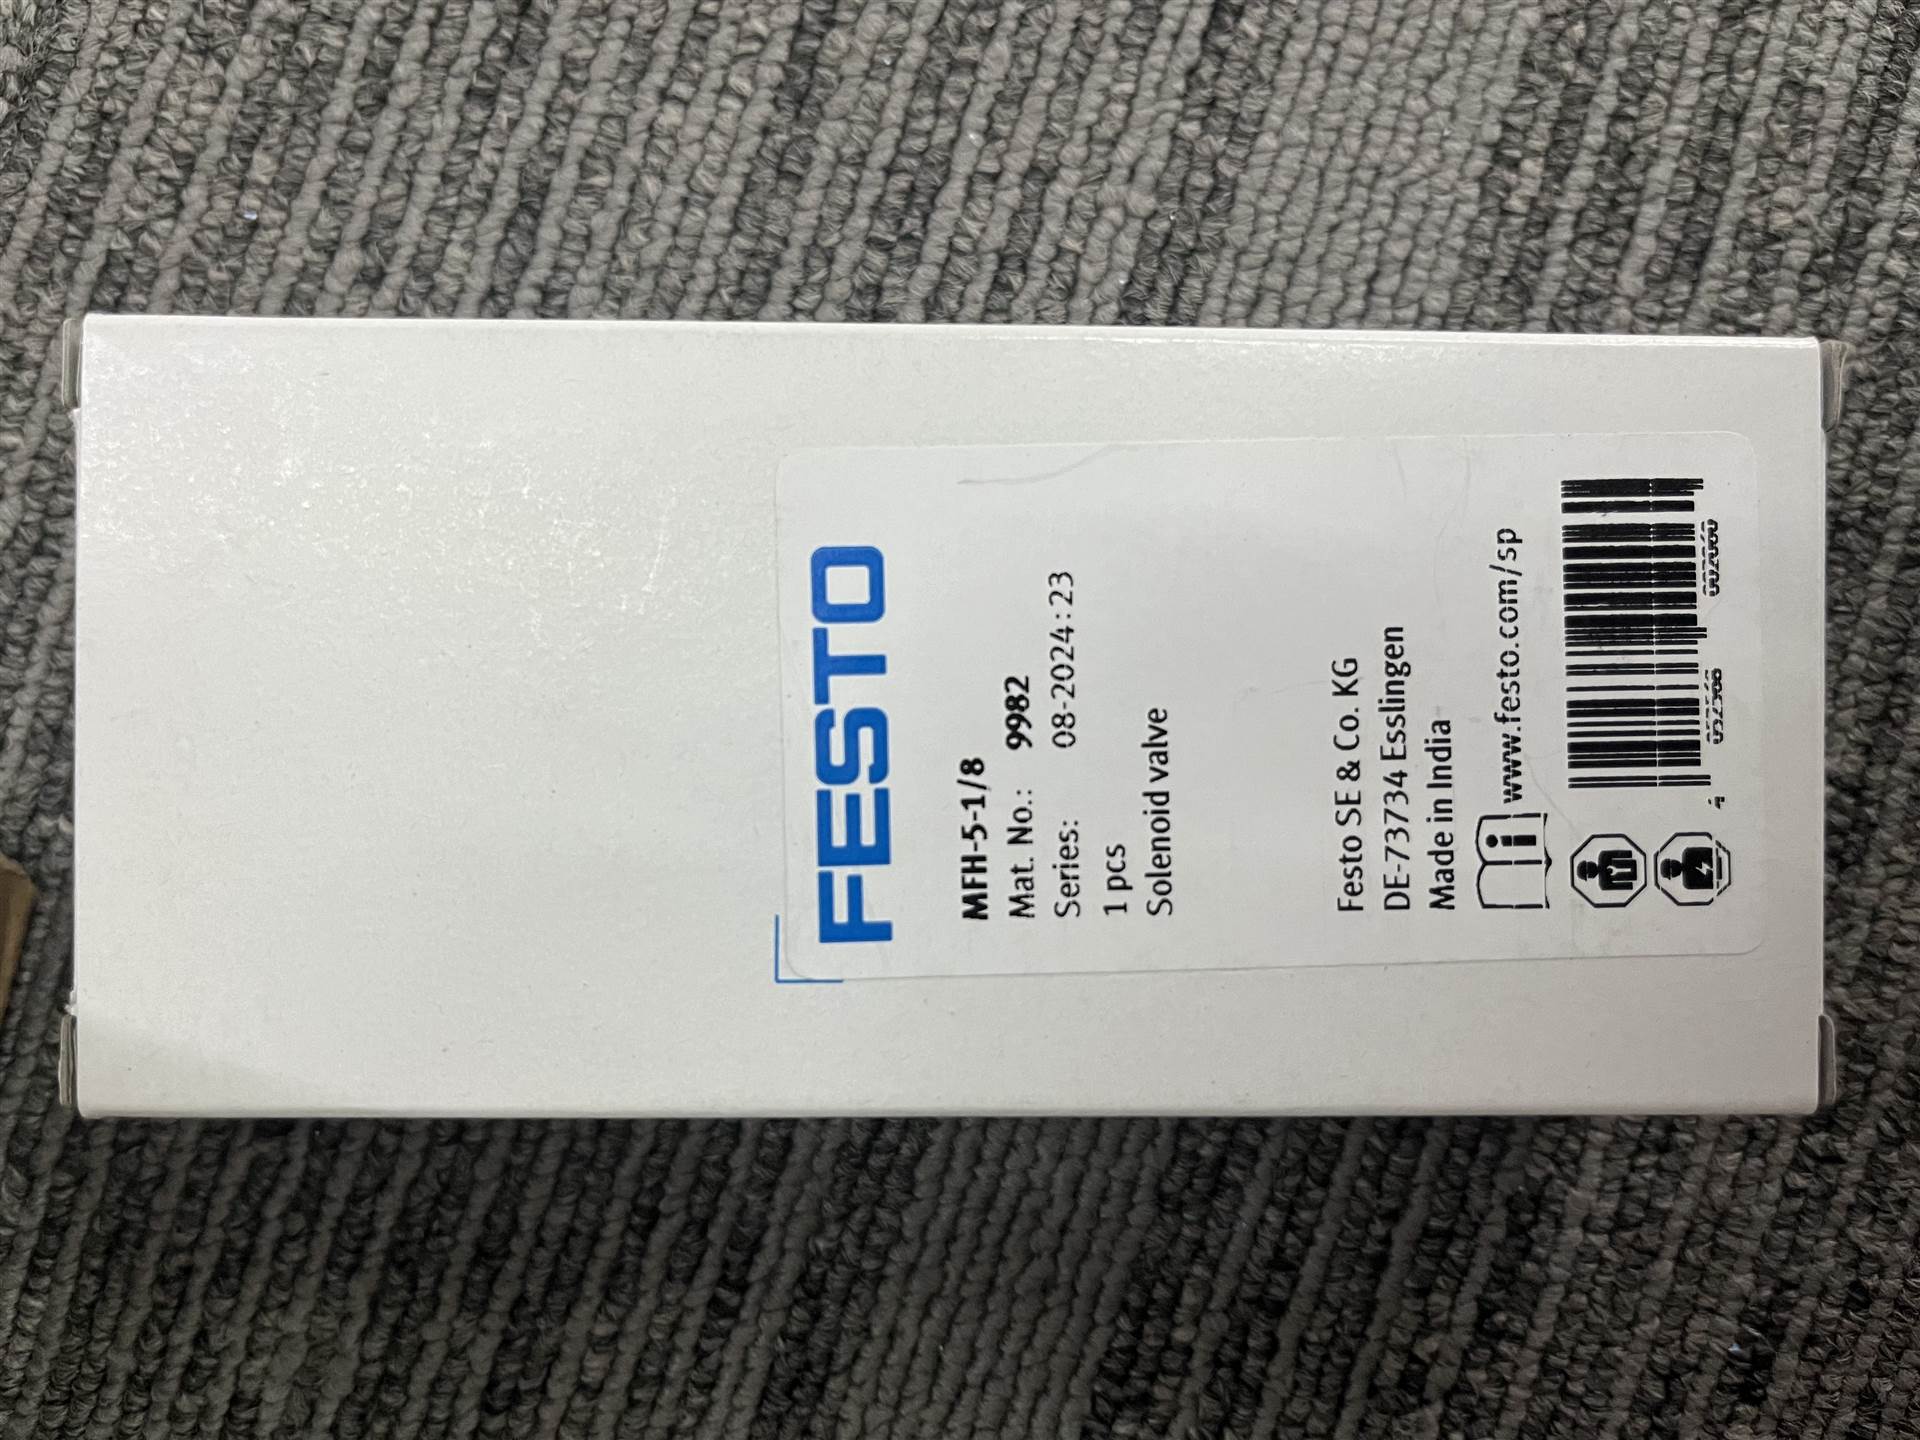 FESTO
MFH-5-1/8
Mat. No.: 9982
Series: 08-2024:23
1 pcs
Solenoid valve
Festo SE & Co. KG
DE-73734 Esslingen
Made in India
www.festo.com/sp
4